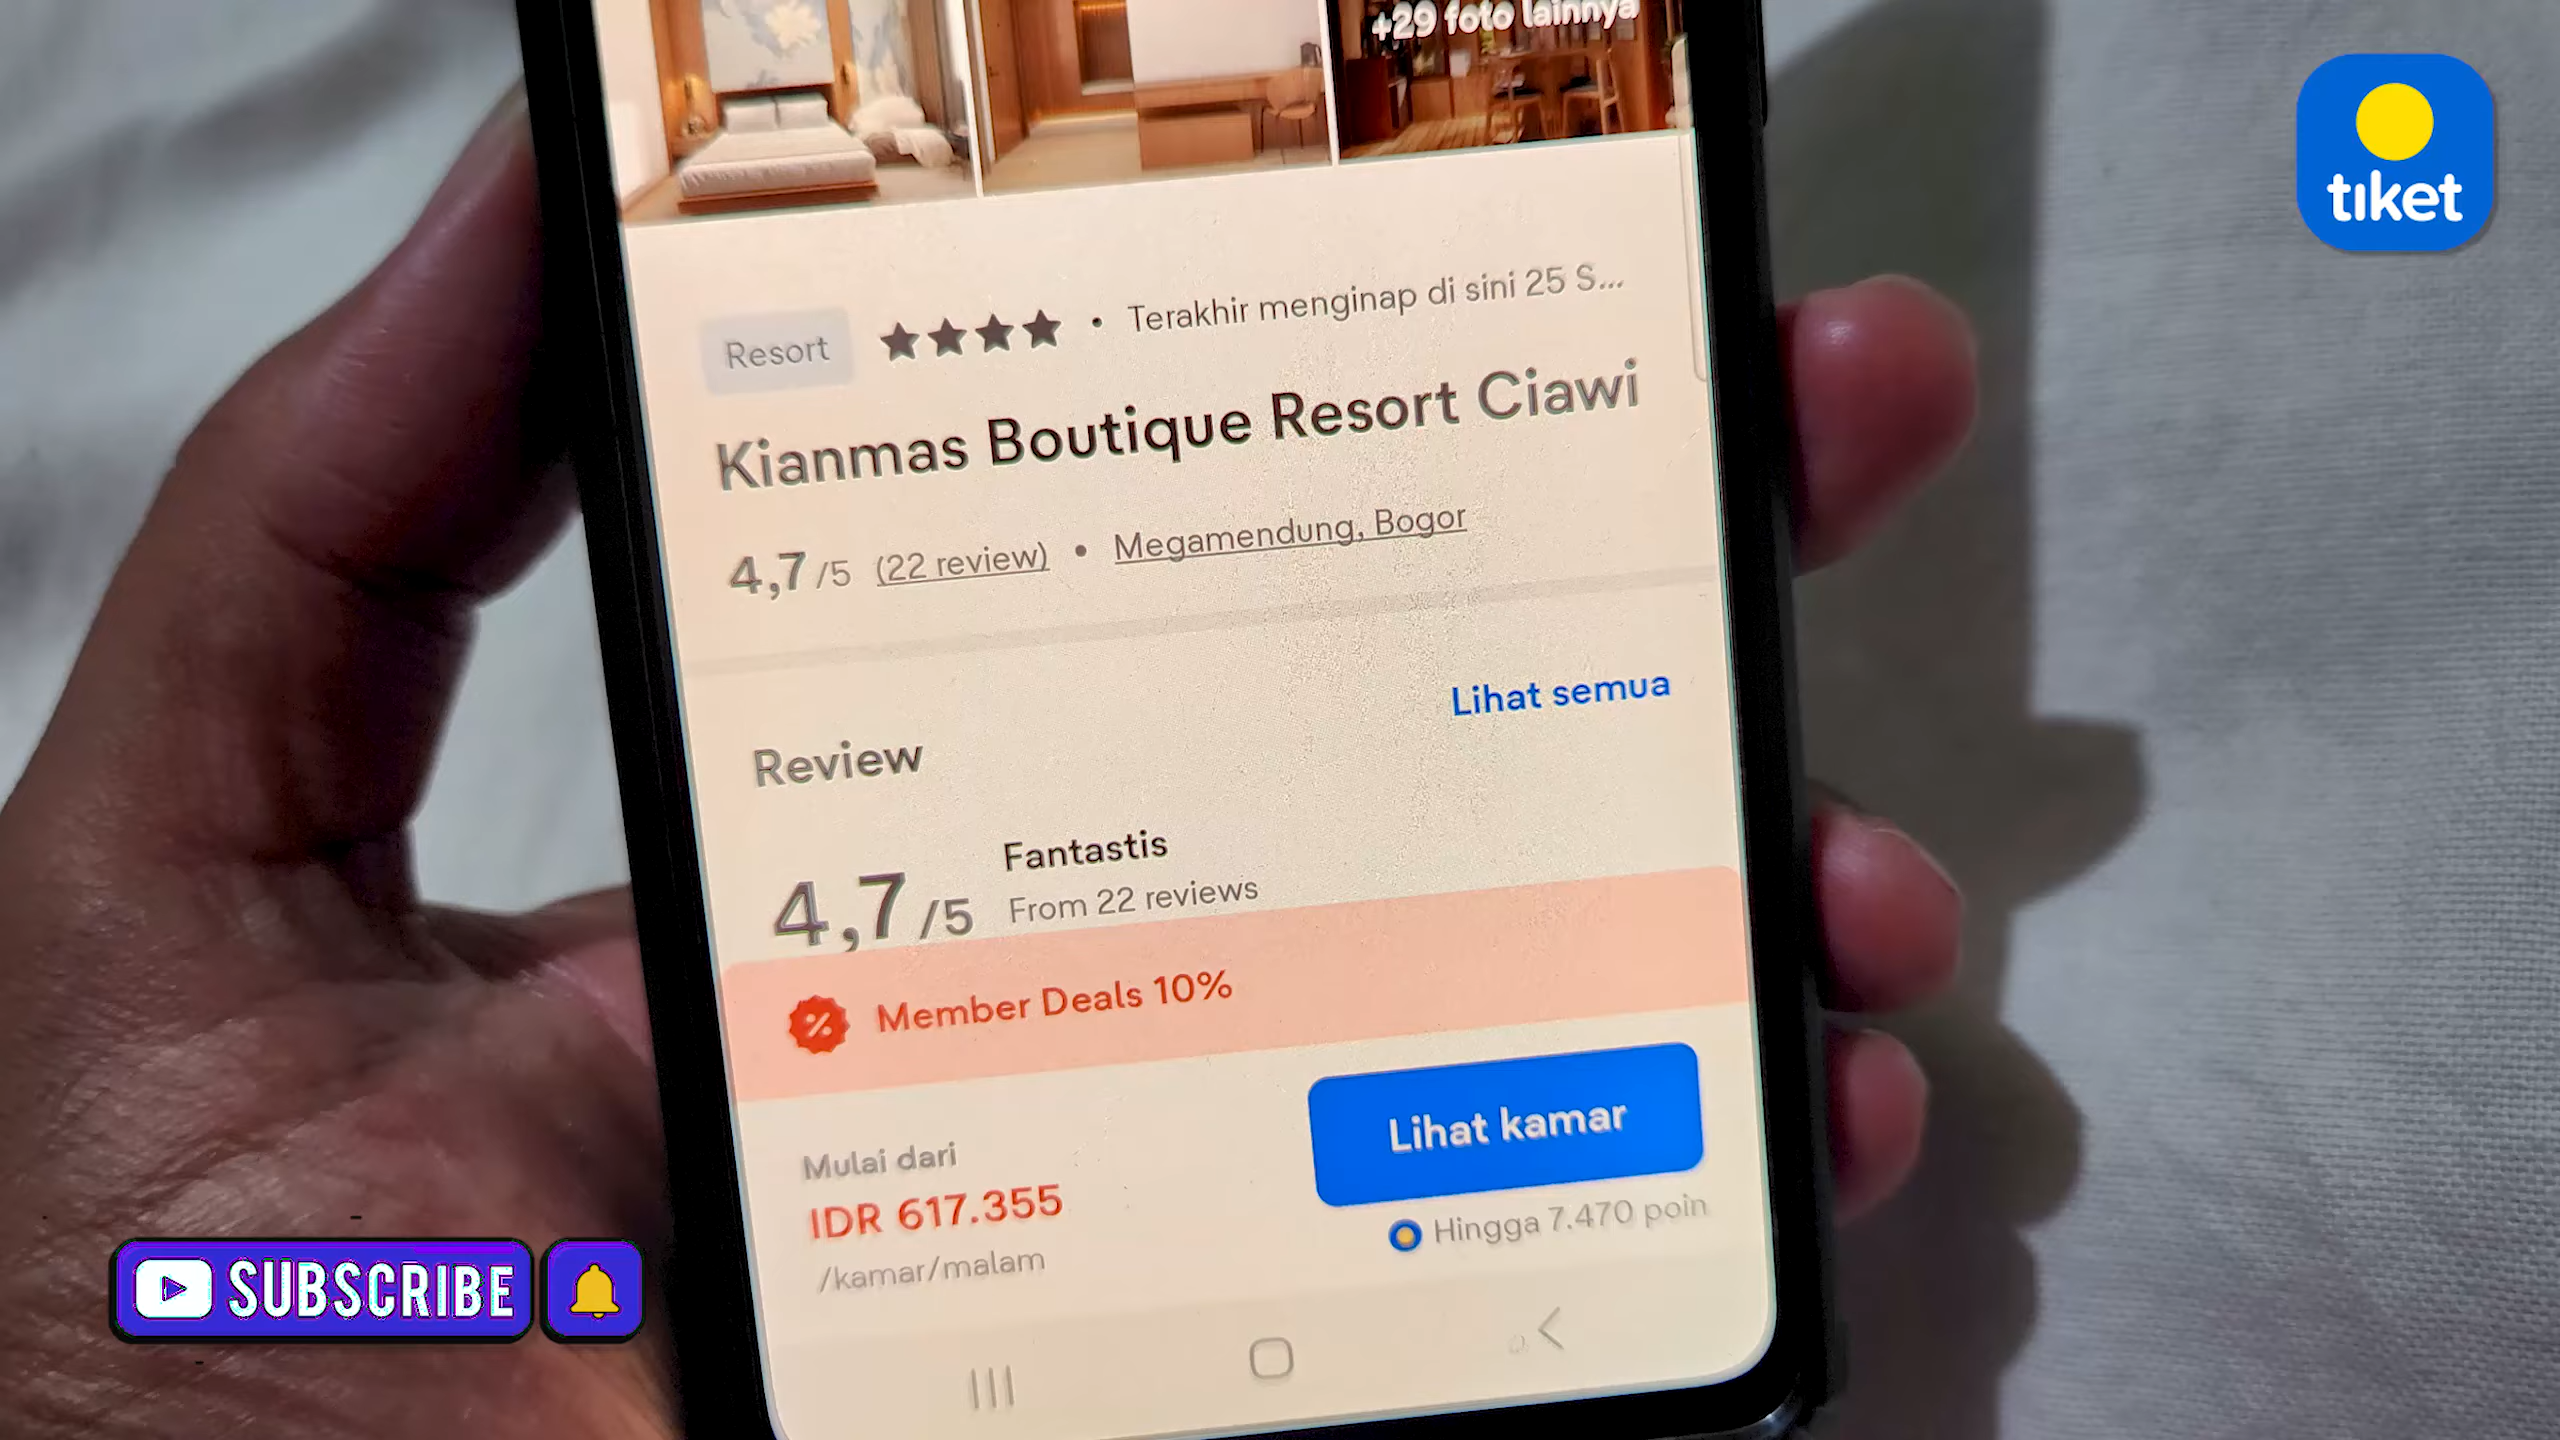 +29 foto lainnya
tiket
Resort
• Terakhir menginap di sini 25 S...
Kianmas Boutique Resort Ciawi
4,7/5 (22 review) • Megamendung, Bogor
Lihat semua
Review
Fantastis
4,7/5 From 22 reviews
Member Deals 10%
Mulai dari
Lihat kamar
IDR 617.355
/kamar/malam
Hingga 7.470 poin
SUBSCRIBE